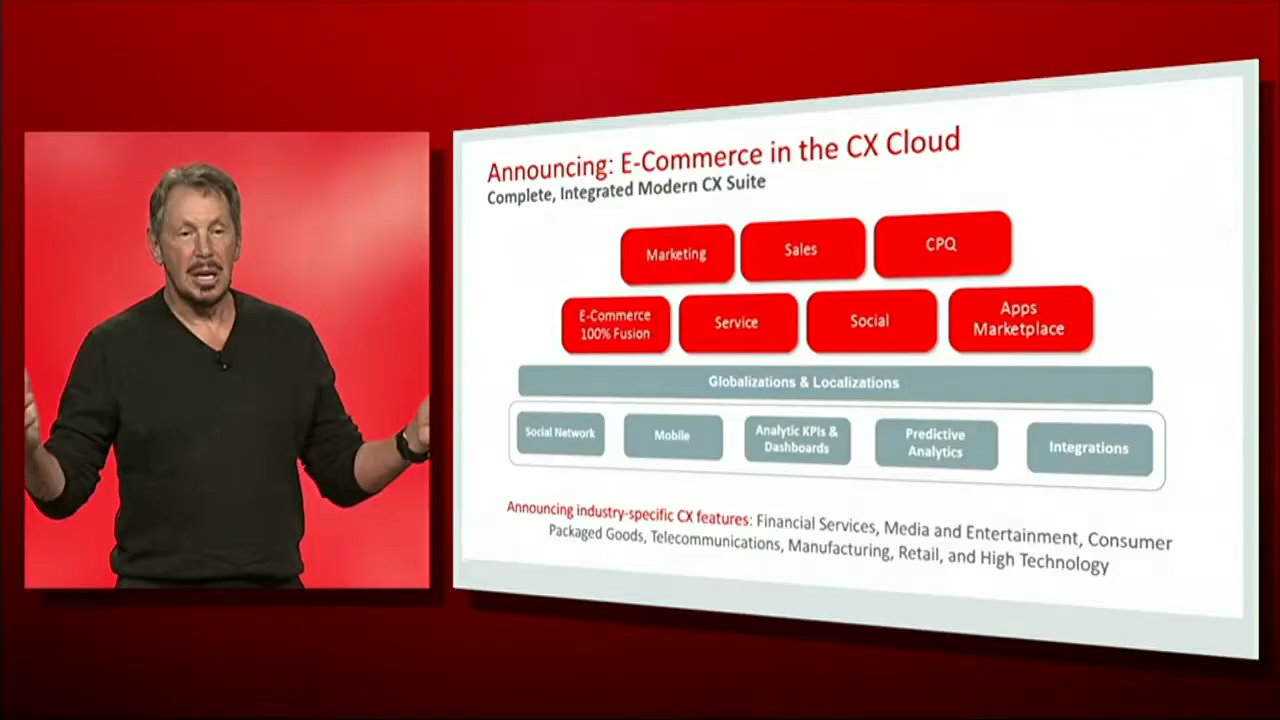 Announcing: E-Commerce in the CX Cloud
Complete, Integrated Modern CX Suite
Marketing
Sales
CPQ
E-Commerce
100% Fusion
Service
Social
Apps
Marketplace
Globalizations & Localizations
Social Network
Mobile
Analytic KPIs &
Dashboards
Predictive
Analytics
Integrations
Announcing industry-specific CX features: Financial Services, Media and Entertainment, Consumer
Packaged Goods, Telecommunications, Manufacturing, Retail, and High Technology